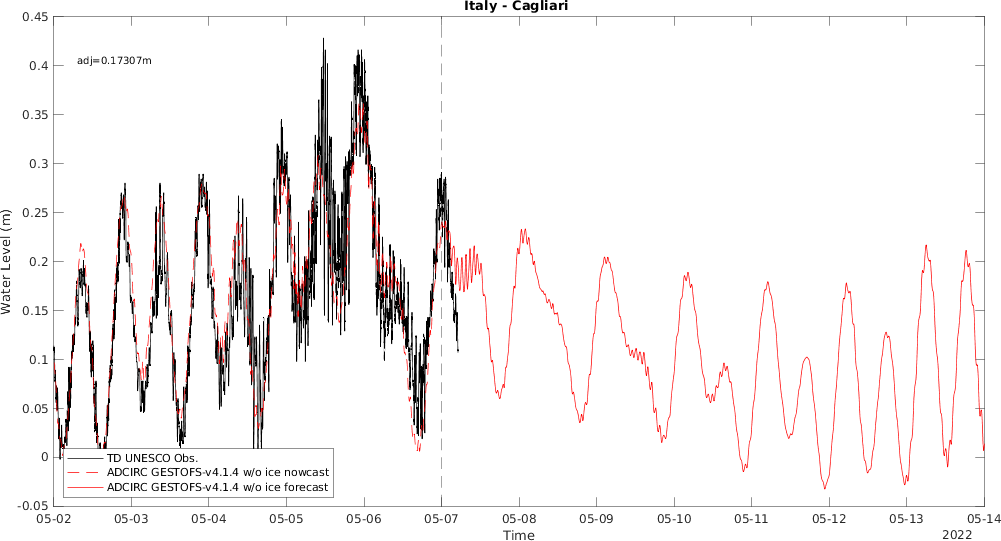 Italy - Cagliari
0.45
0.4
0.35
0.3
0.25
0.2
0.15
0.1
0.05
0
-0.05
Water Level (m)
adj=0.17307m
TD UNESCO Obs.
ADCIRC GESTOFS-v4.1.4 w/o ice nowcast
ADCIRC GESTOFS-v4.1.4 w/o ice forecast
05-02 05-03 05-04 05-05 05-06 05-07 05-08 05-09 05-10 05-11 05-12 05-13 05-14
Time
2022